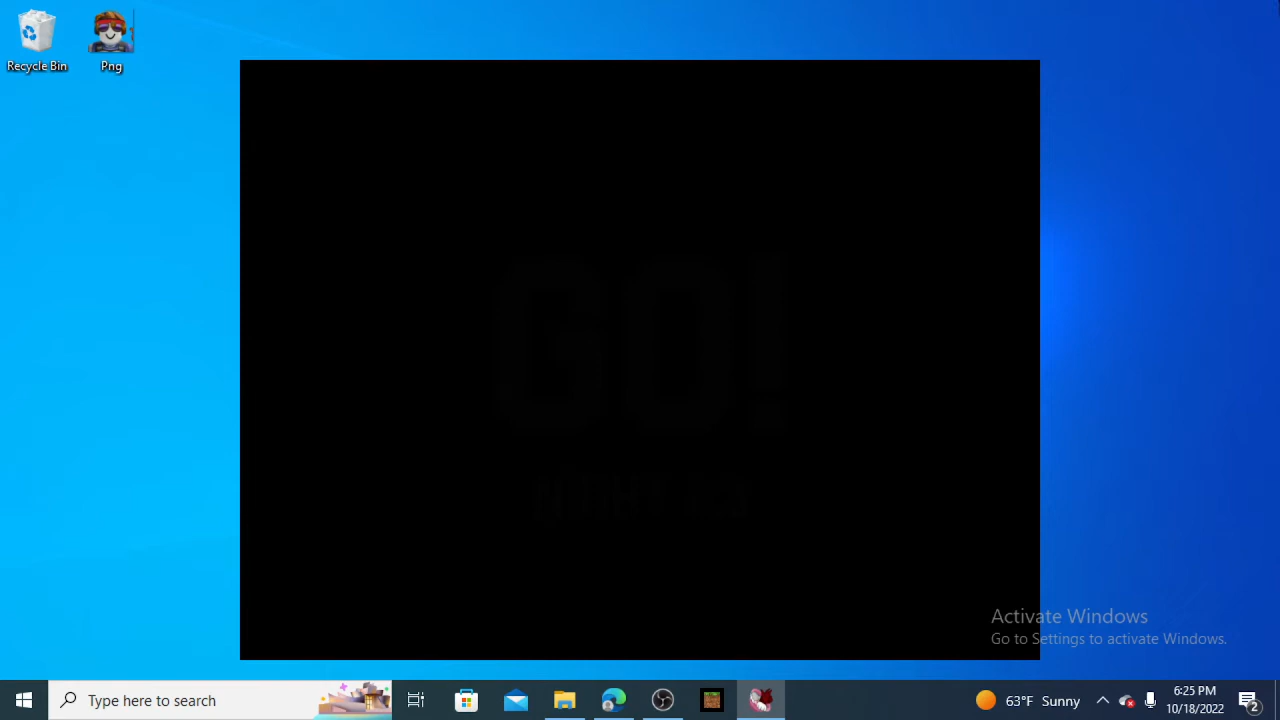 Recycle Bin
Png
GO!
Activate Windows
Go to Settings to activate Windows.
Type here to search
63°F Sunny
6:25 PM
10/18/2022
2